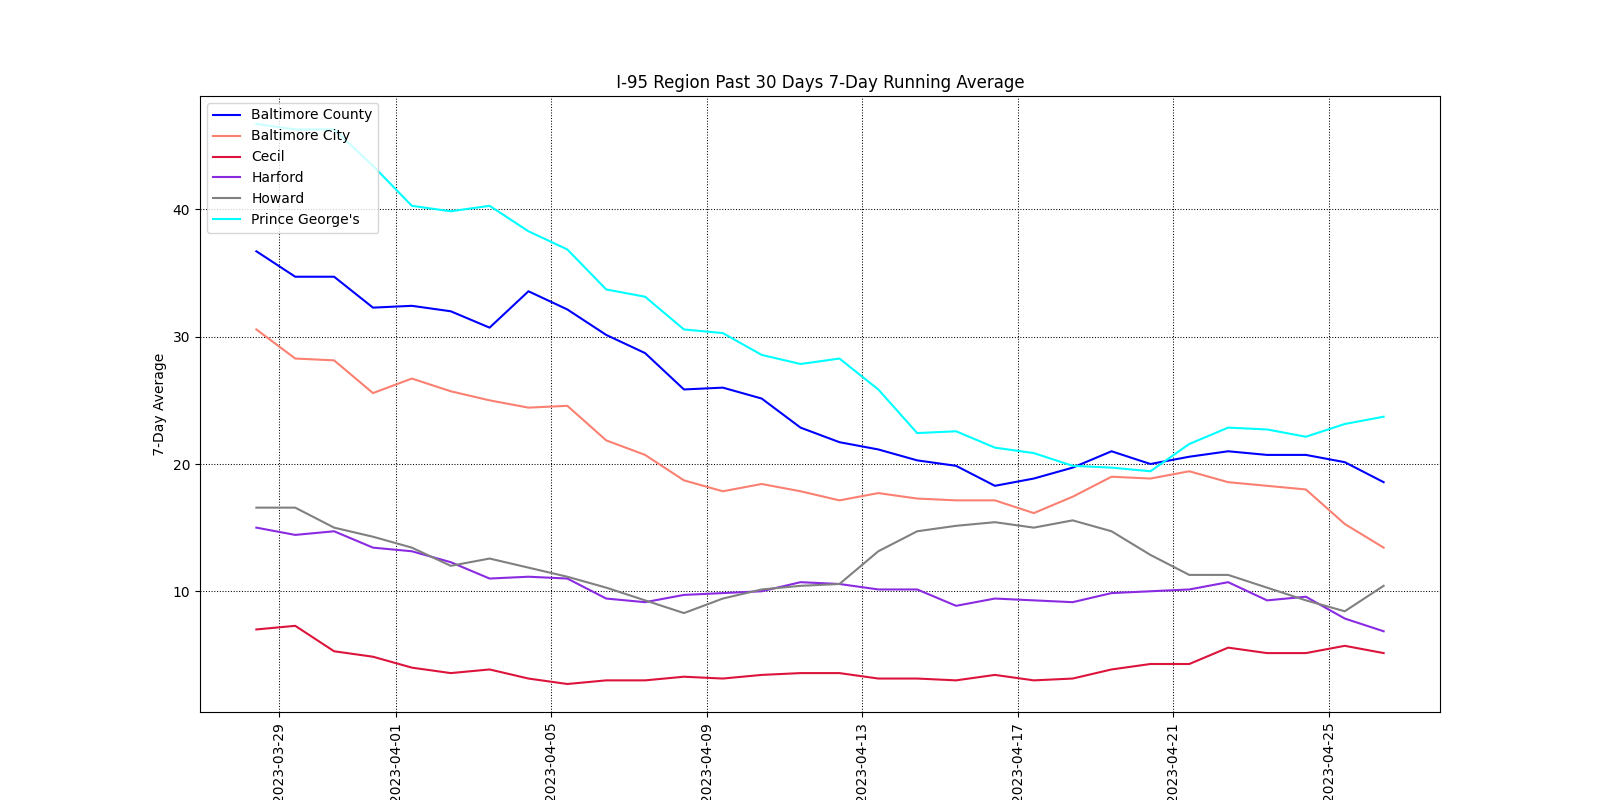 I-95 Region Past 30 Days 7-Day Running Average
Baltimore County
Baltimore City
Cecil
Harford
Howard
Prince George's
40
30
20
10
7-Day Average
2023-03-29
2023-04-01
2023-04-05
2023-04-09
2023-04-13
2023-04-17
2023-04-21
2023-04-25